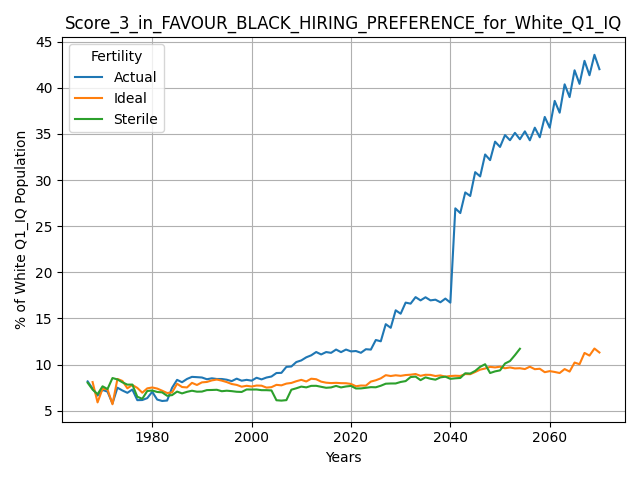 Score_3_in_FAVOUR_BLACK_HIRING_PREFERENCE_for_White_Q1_IQ
Fertility
Actual
Ideal
Sterile
% of White Q1_IQ Population
45
40
35
30
25
20
15
10
5
1980
2000
2020
2040
2060
Years